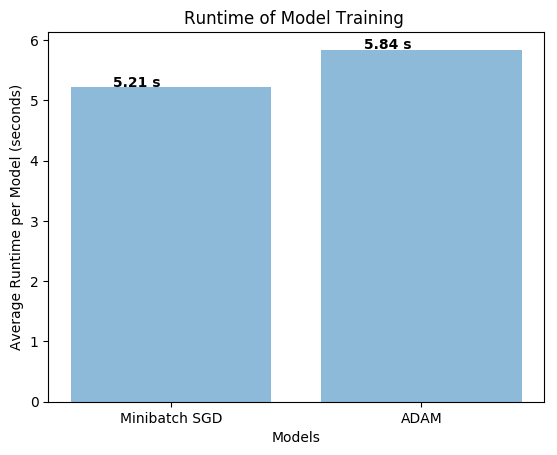 Runtime of Model Training
Average Runtime per Model (seconds)
6
5
4
3
2
1
0
5.21 s
5.84 s
Minibatch SGD
ADAM
Models